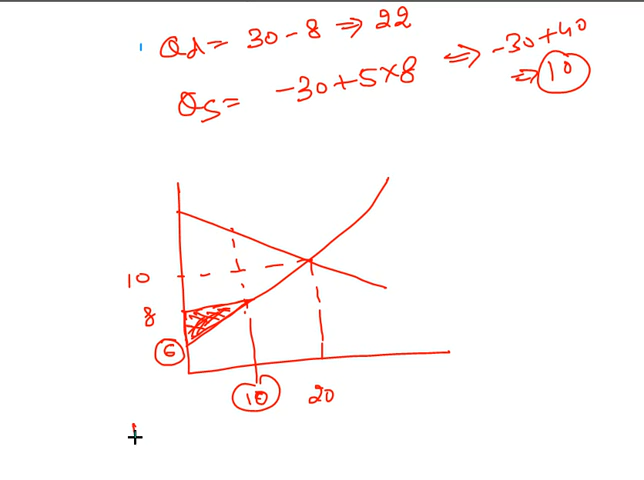 Qd = 30 - 8 ⇒ 22
Qs = -30 + 5 × 8 ⇒ -30 + 40
⇒ 10
10
8
6
10 20